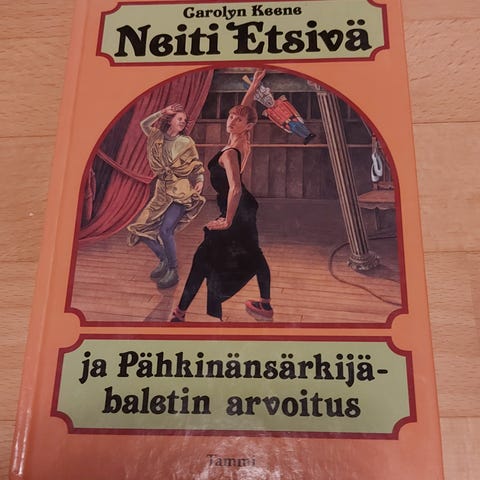 Carolyn Keene
Neiti Etsivä
ja Pähkinänsärkijä-
baletin arvoitus
Tammi